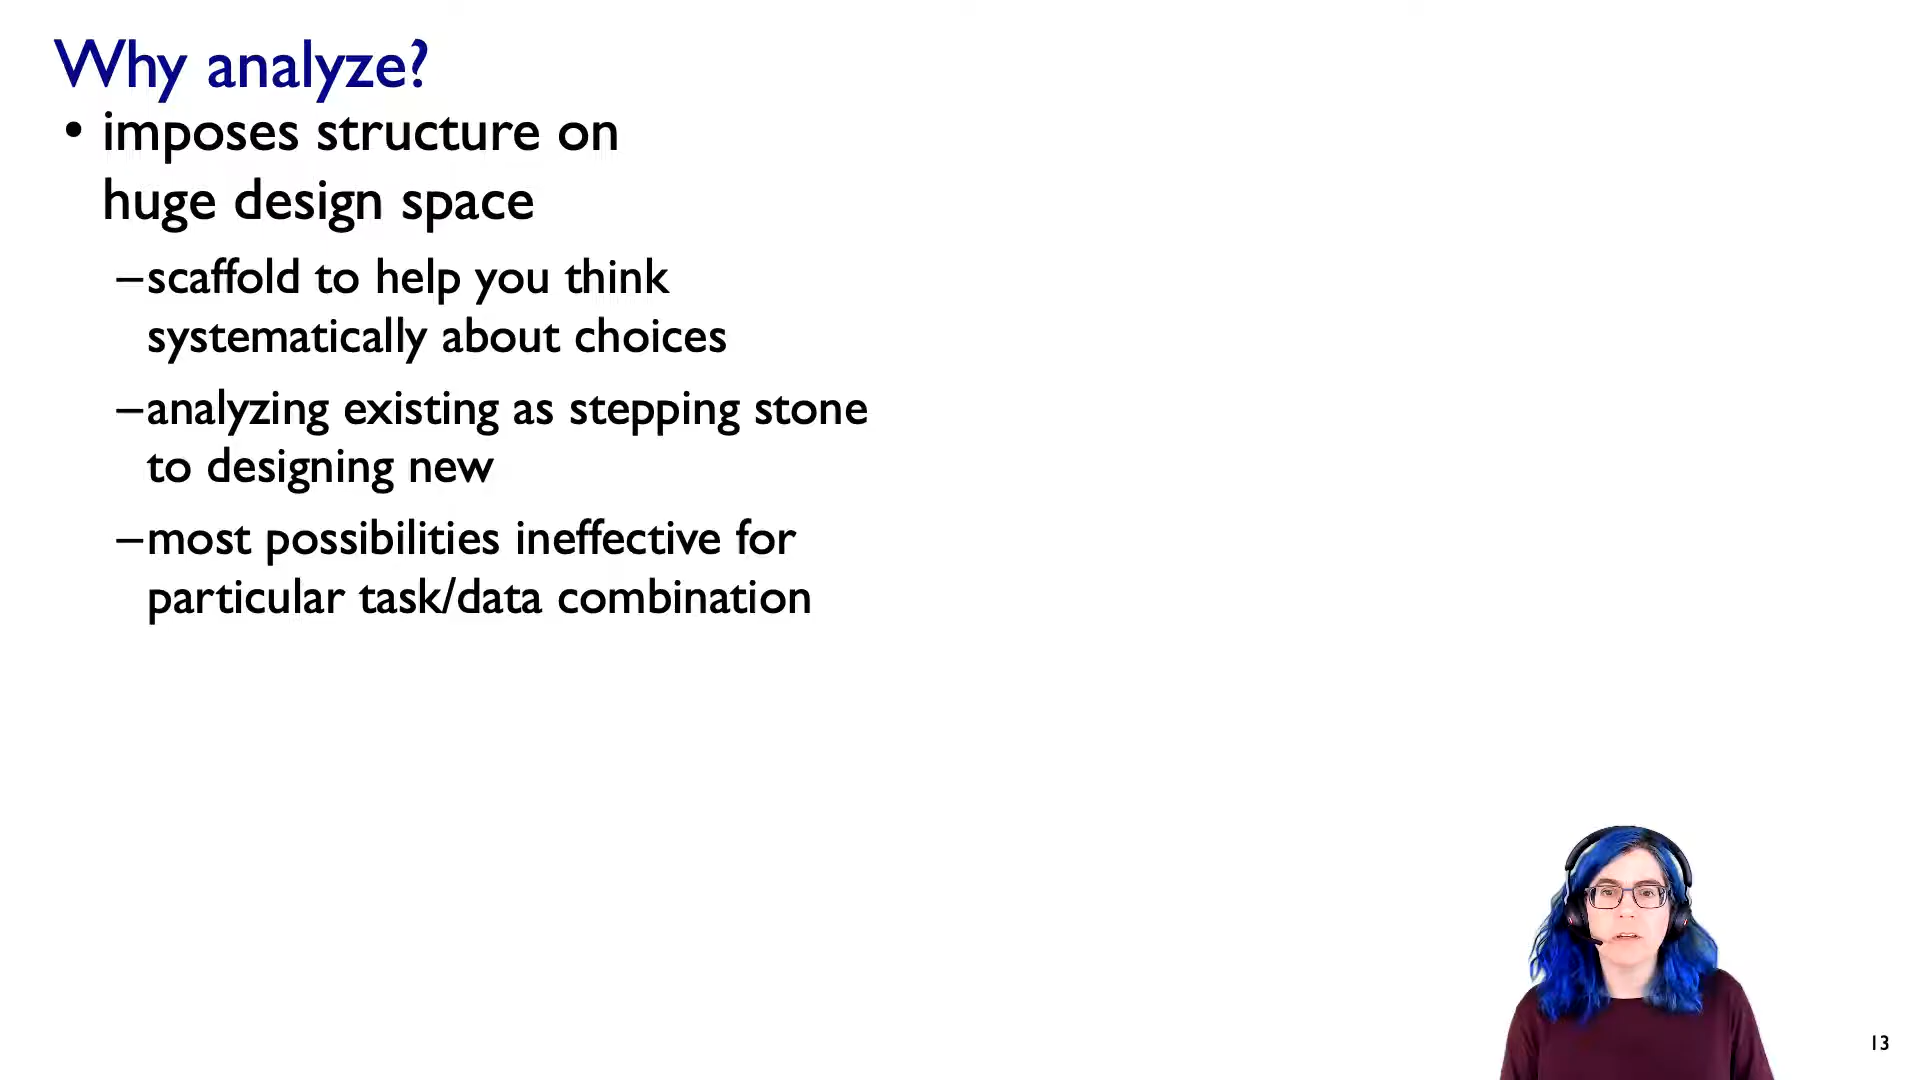 Why analyze?
• imposes structure on
huge design space
–scaffold to help you think
systematically about choices
–analyzing existing as stepping stone
to designing new
–most possibilities ineffective for
particular task/data combination
13